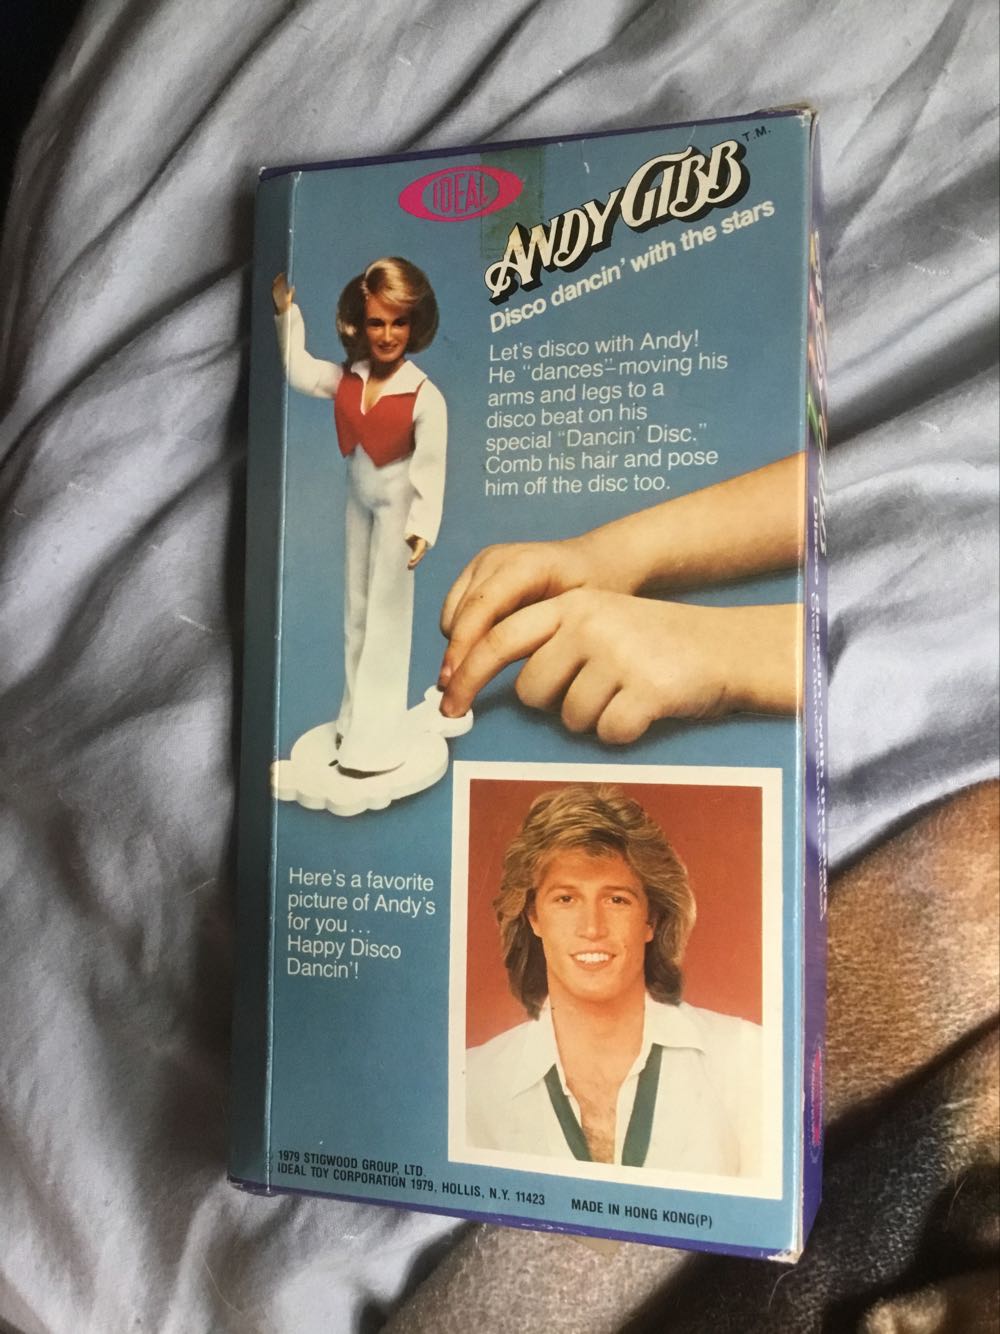 IDEAL
ANDY GIBB T.M.
Disco dancin' with the stars
Let's disco with Andy!
He "dances"–moving his
arms and legs to a
disco beat on his
special "Dancin' Disc."
Comb his hair and pose
him off the disc too.
Here's a favorite
picture of Andy's
for you...
Happy Disco
Dancin'!
© 1979 STIGWOOD GROUP, LTD.
IDEAL TOY CORPORATION 1979, HOLLIS, N.Y. 11423
MADE IN HONG KONG(P)